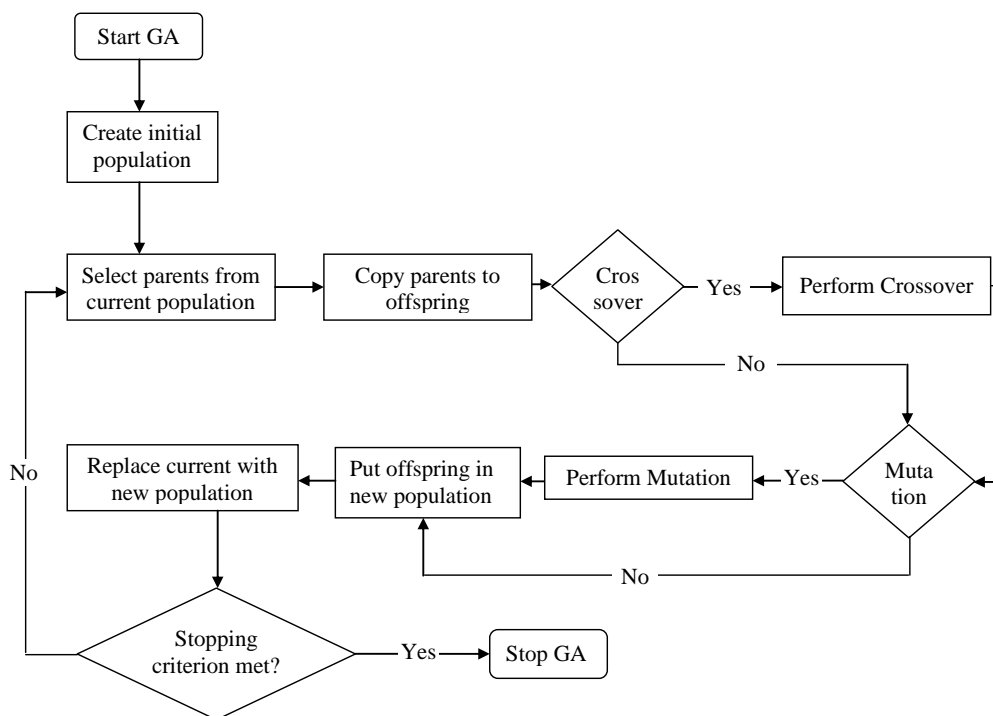 Start GA
Create initial
population
Select parents from
current population
Copy parents to
offspring
Cros
sover
Yes
Perform Crossover
No
No
Replace current with
new population
Put offspring in
new population
Perform Mutation
Yes
Muta
tion
No
Stopping
criterion met?
Yes
Stop GA